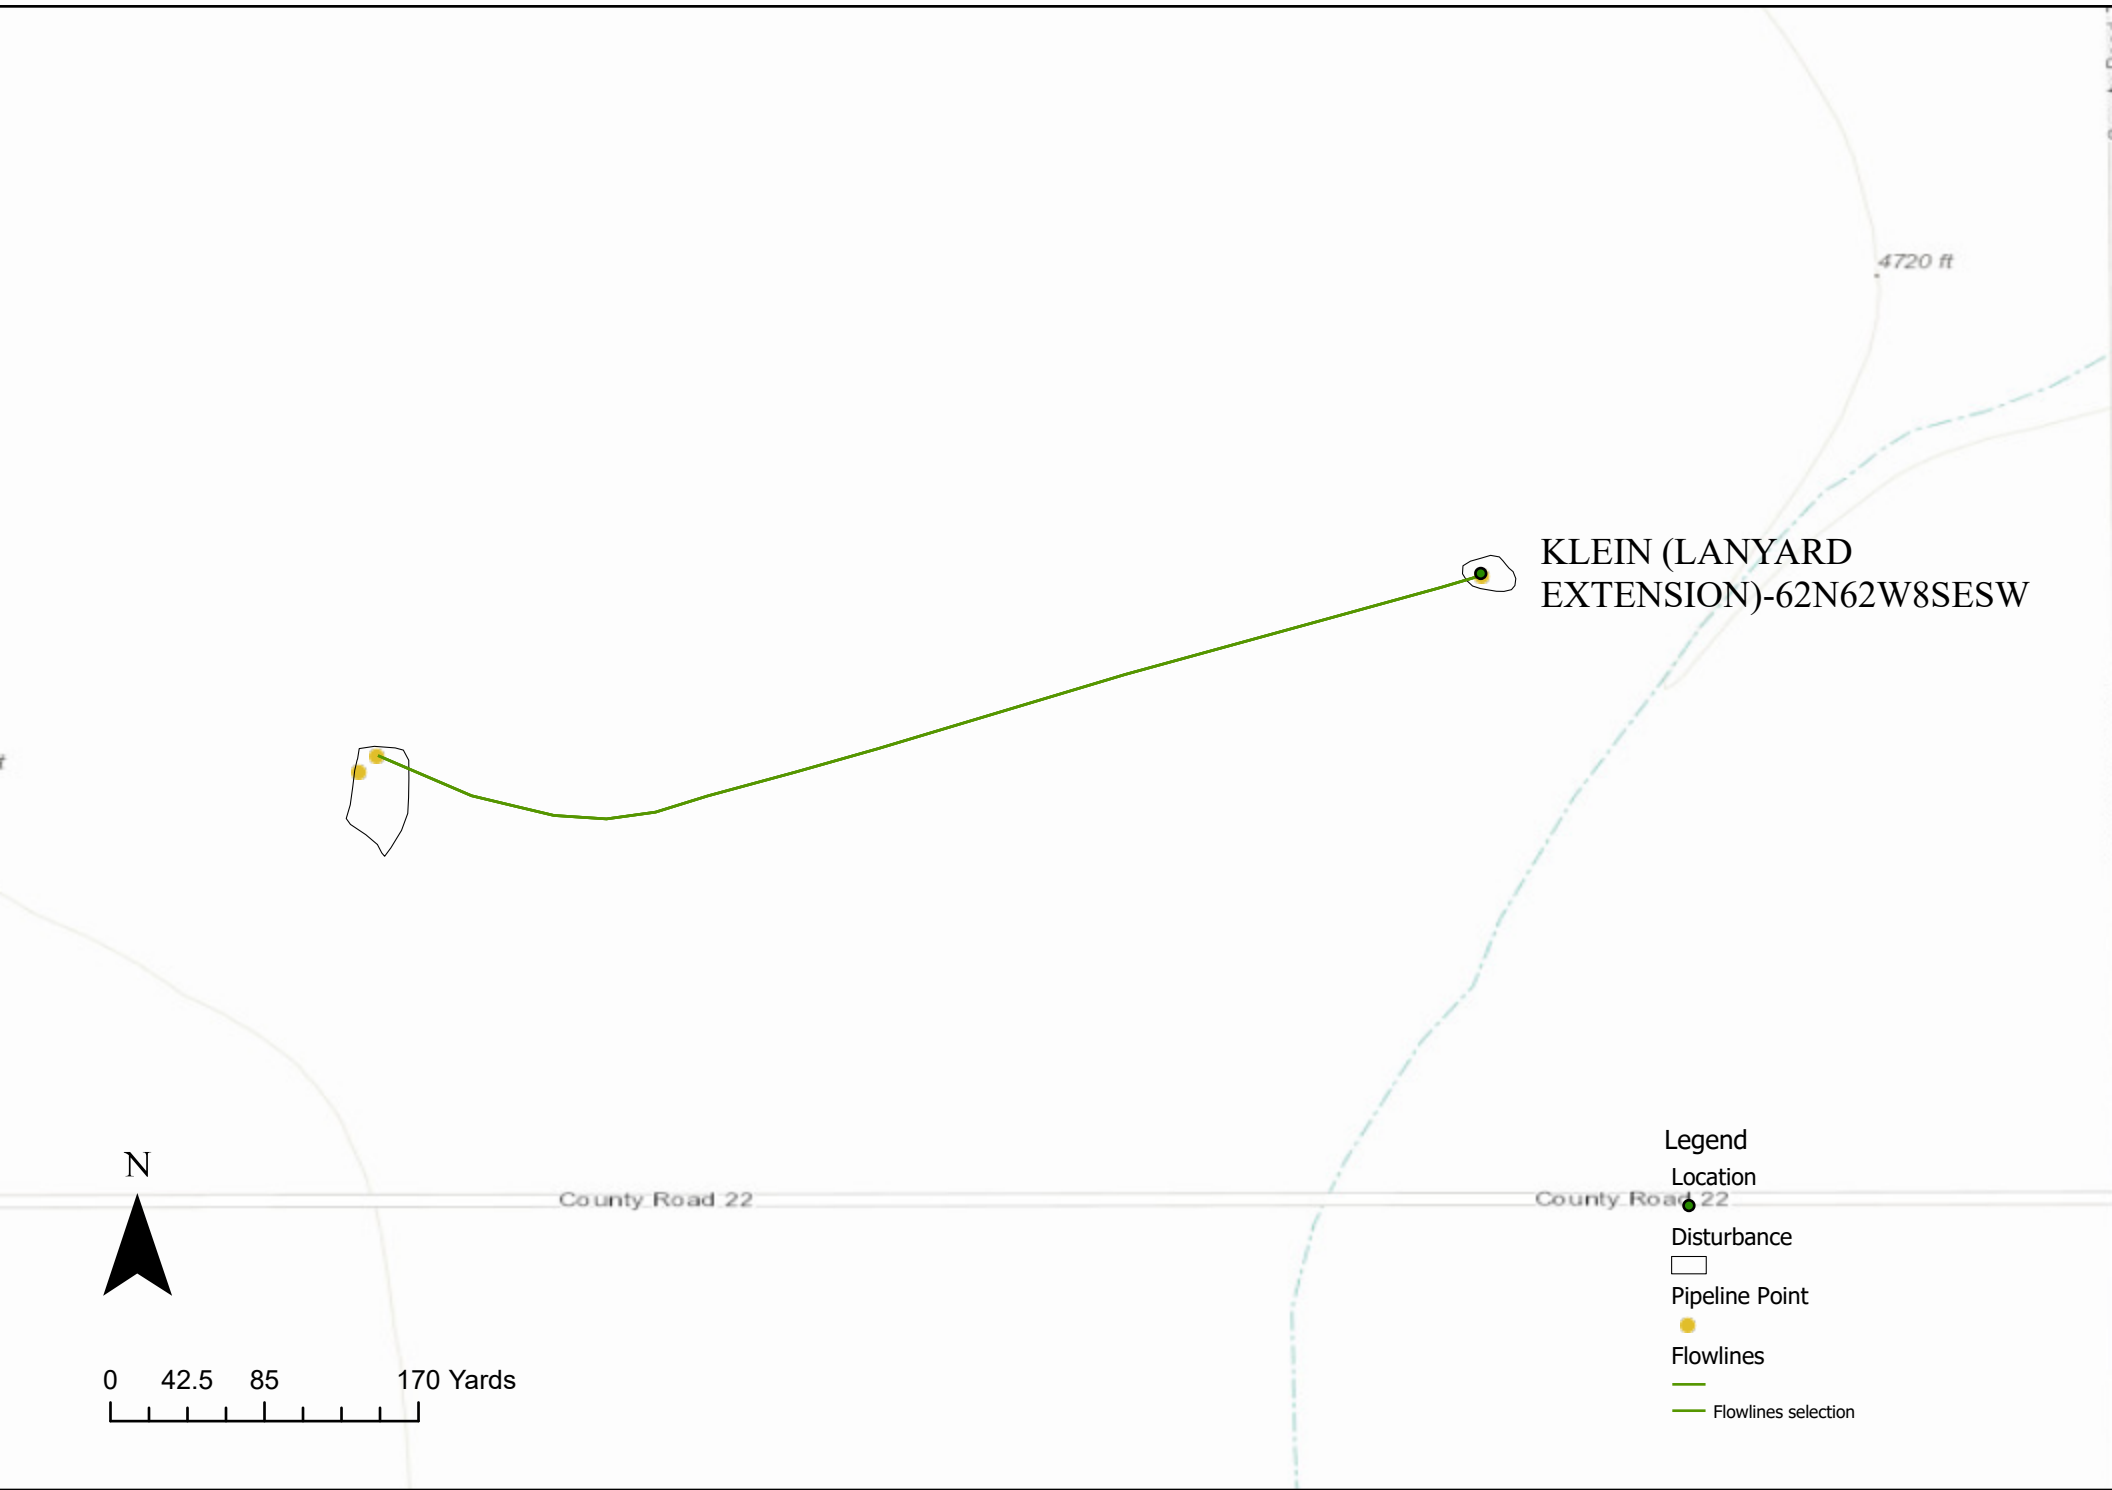 4720 ft
KLEIN (LANYARD
EXTENSION)-62N62W8SESW
N
County Road 22
County Road 22
0 42.5 85 170 Yards
Legend
Location
Disturbance
Pipeline Point
Flowlines
Flowlines selection